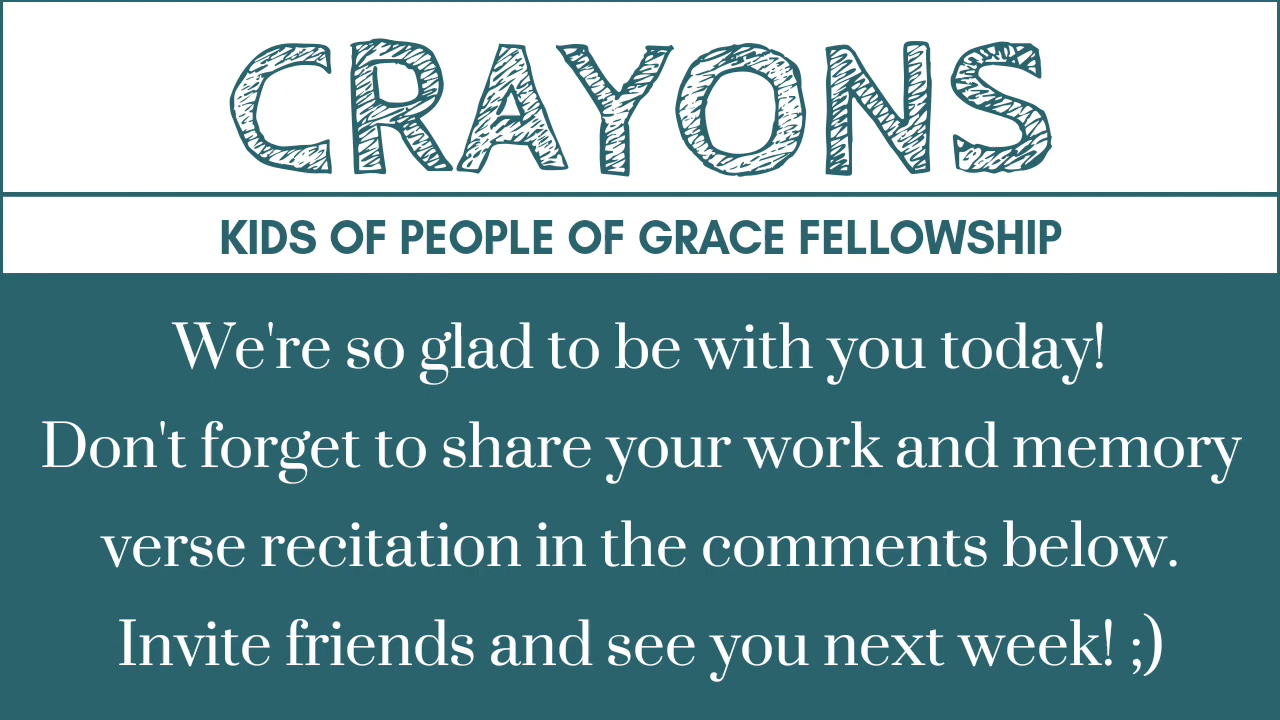 CRAYONS
KIDS OF PEOPLE OF GRACE FELLOWSHIP
We're so glad to be with you today!
Don't forget to share your work and memory
verse recitation in the comments below.
Invite friends and see you next week! ;)